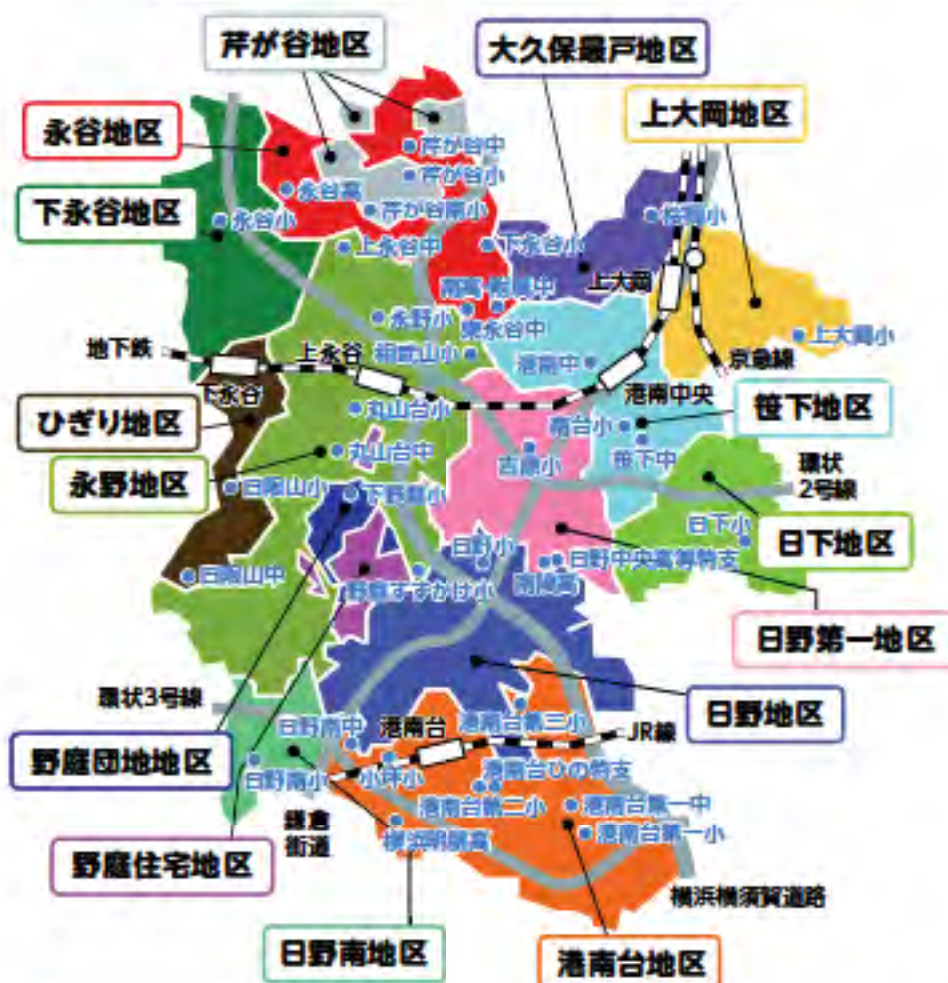 芹が谷地区
大久保最戸地区
永谷地区
上大岡地区
芹が谷中
芹が谷小
永谷高
芹が谷南小
下永谷地区
永谷小
桜岡小
上永谷中
下永谷小
上大岡
南高・附属中
永野小
東永谷中
上大岡小
地下鉄
上永谷
相武山小
港南中
京急線
下永谷
港南中央
笹下地区
ひぎり地区
丸山台小
南台小
笹下中
丸山台中
吉原小
環状
2号線
永野地区
日限山小
下野庭小
日下小
日下地区
日野小
日野中央高等特支
日限山中
南陵高
野庭すずかけ小
日野第一地区
環状3号線
日野南中
港南台
港南台第三小
日野地区
JR線
野庭団地地区
日野南小
小坪小
港南台ひの特支
港南台第二小
港南台第一中
鎌倉
街道
横浜明朋高
港南台第一小
野庭住宅地区
横浜横須賀道路
日野南地区
港南台地区